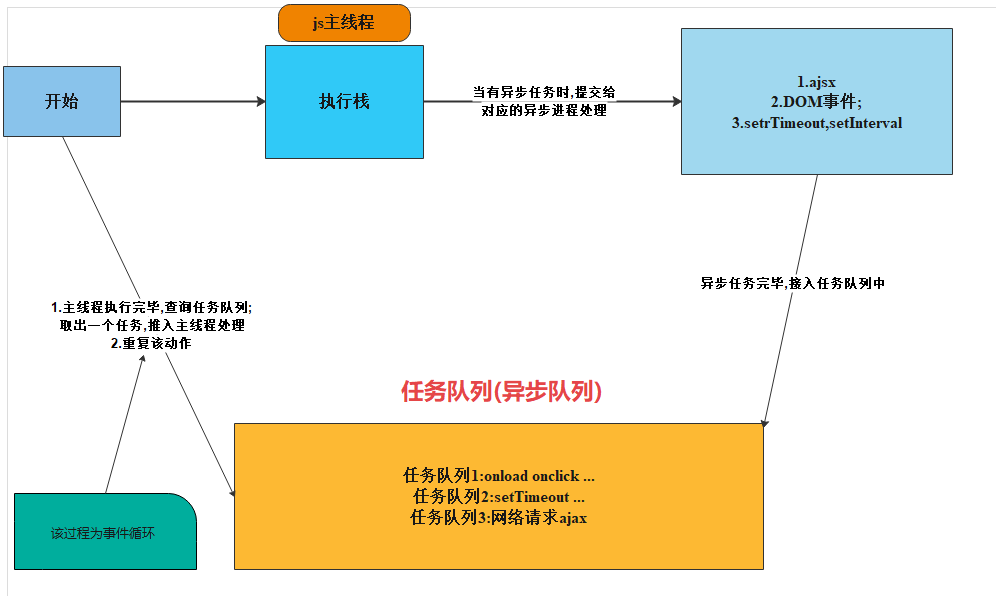 js主线程
开始
执行栈
当有异步任务时,提交给
对应的异步进程处理
1.ajsx
2.DOM事件;
3.setrTimeout,setInterval
异步任务完毕,接入任务队列中
1.主线程执行完毕,查询任务队列;
取出一个任务,推入主线程处理
2.重复该动作
任务队列(异步队列)
任务队列1:onload onclick ...
任务队列2:setTimeout ...
任务队列3:网络请求ajax
该过程为事件循环